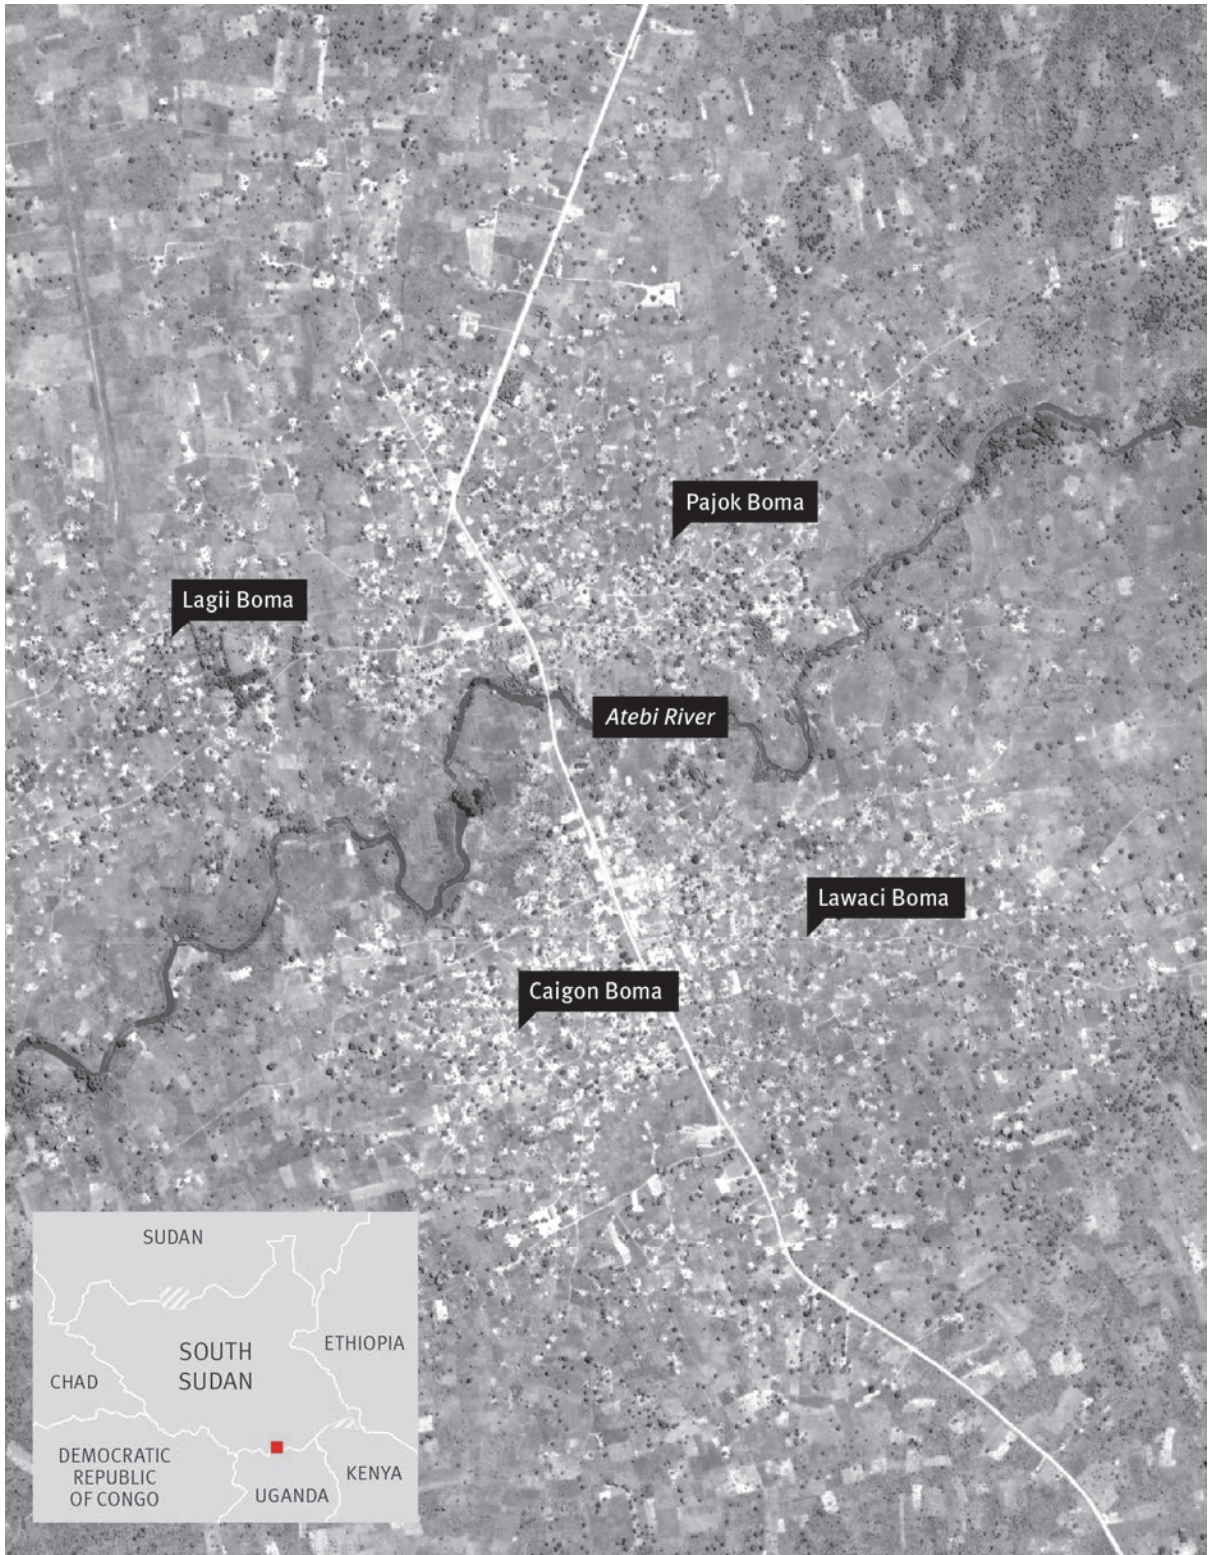 Pajok Boma
Lagii Boma
Atebi River
Lawaci Boma
Caigon Boma
SUDAN
SOUTH
SUDAN
ETHIOPIA
CHAD
DEMOCRATIC
REPUBLIC
OF CONGO
UGANDA
KENYA